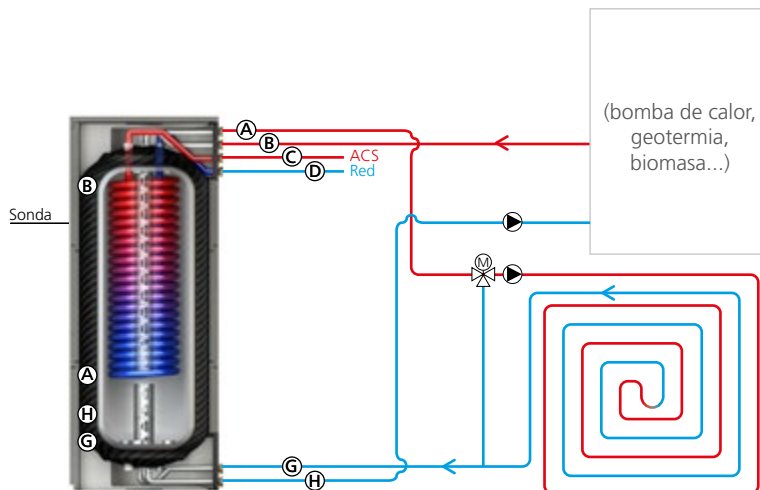 A
B
C
ACS
D
Red
(bomba de calor,
geotermia,
biomasa...)
B
Sonda
M
A
H
G
G
H